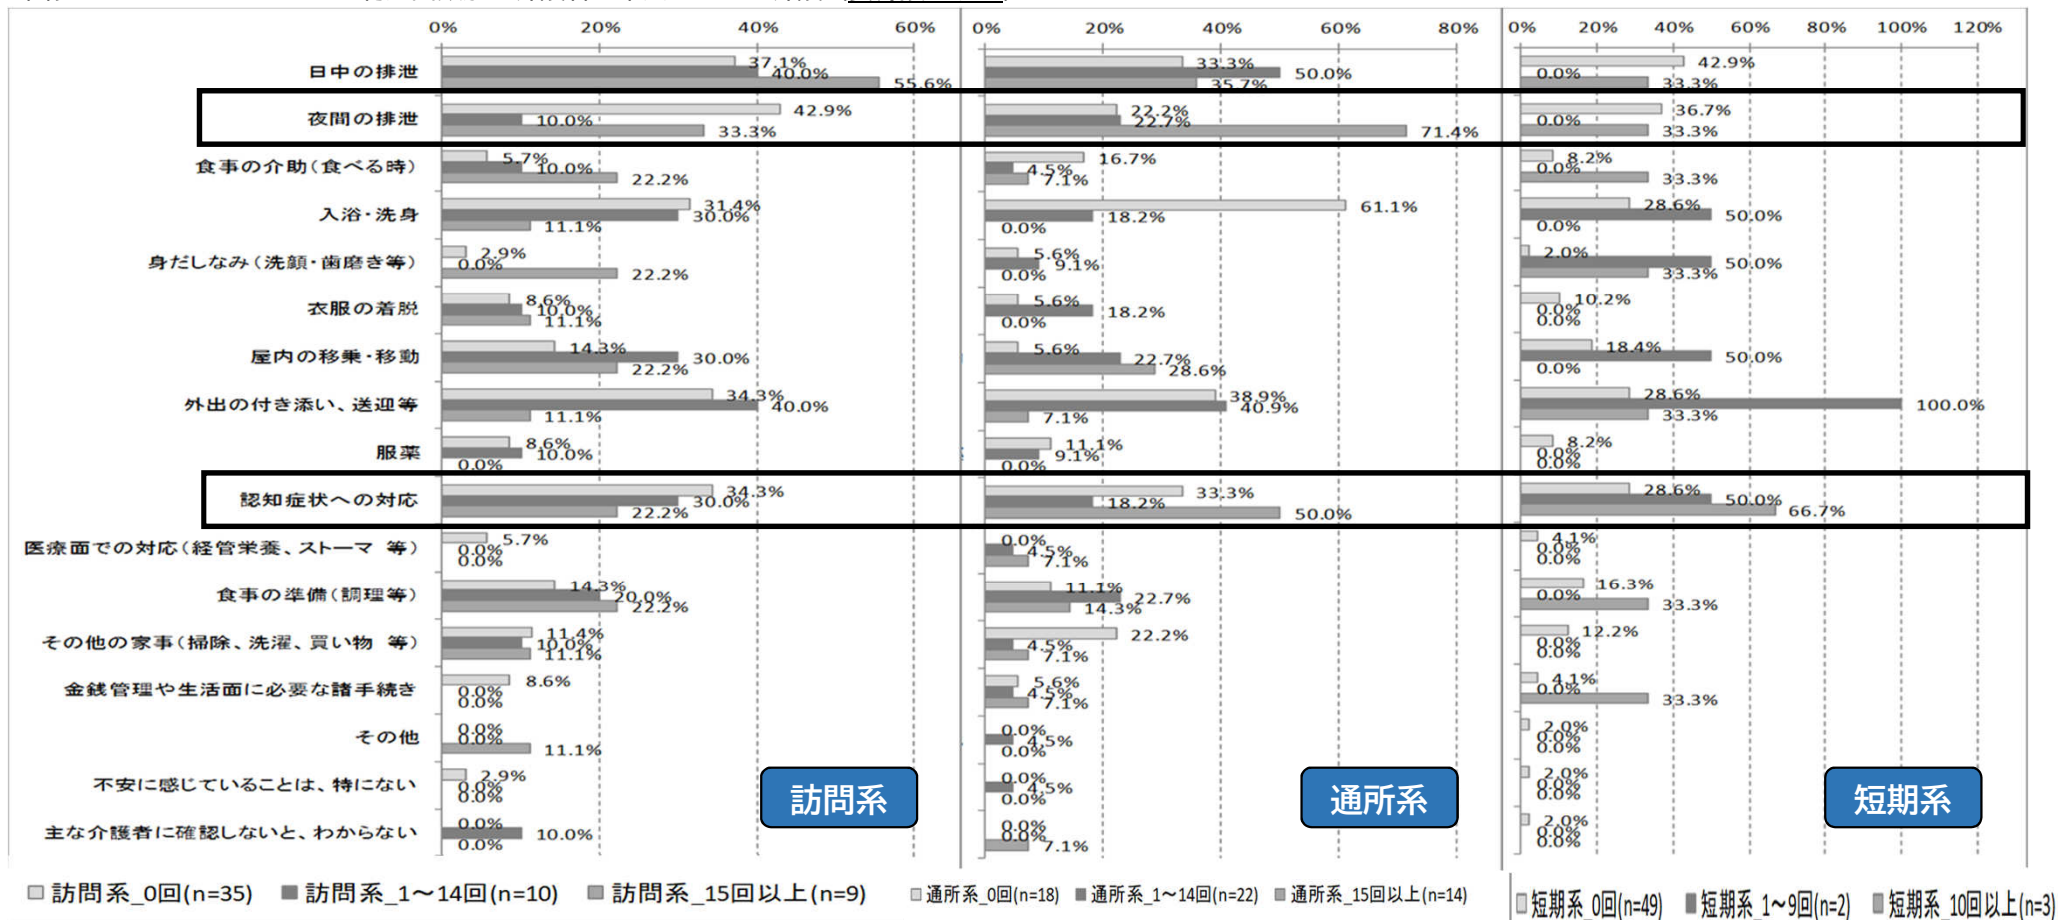 0% 20% 40% 60% 0% 20% 40% 60% 80% 0% 20% 40% 60% 80% 100% 120%
日中の排泄 37.1% 40.0% 55.6% 33.3% 50.0% 35.7% 42.9% 0.0% 33.3%
夜間の排泄 42.9% 10.0% 33.3% 22.2% 22.7% 71.4% 36.7% 0.0% 33.3%
食事の介助(食べる時) 5.7% 10.0% 22.2% 16.7% 4.5% 7.1% 8.2% 0.0% 33.3%
入浴・洗身 31.4% 30.0% 11.1% 61.1% 18.2% 0.0% 28.6% 50.0% 0.0%
身だしなみ(洗顔・歯磨き等) 2.9% 0.0% 22.2% 5.6% 9.1% 0.0% 2.0% 50.0% 33.3%
衣服の着脱 8.6% 10.0% 11.1% 5.6% 18.2% 0.0% 10.2% 0.0% 0.0%
屋内の移乗・移動 14.3% 30.0% 22.2% 5.6% 22.7% 28.6% 18.4% 50.0% 0.0%
外出の付き添い、送迎等 34.3% 40.0% 11.1% 38.9% 40.9% 7.1% 28.6% 100.0% 33.3%
服薬 8.6% 10.0% 0.0% 11.1% 9.1% 0.0% 8.2% 0.0% 0.0%
認知症状への対応 34.3% 30.0% 22.2% 33.3% 18.2% 50.0% 28.6% 50.0% 66.7%
医療面での対応(経管栄養、ストーマ 等) 5.7% 0.0% 0.0% 0.0% 4.5% 7.1% 4.1% 0.0% 0.0%
食事の準備(調理等) 14.3% 20.0% 22.2% 11.1% 22.7% 14.3% 16.3% 0.0% 33.3%
その他の家事(掃除、洗濯、買い物 等) 11.4% 10.0% 11.1% 22.2% 4.5% 7.1% 12.2% 0.0% 0.0%
金銭管理や生活面に必要な諸手続き 8.6% 0.0% 0.0% 5.6% 4.5% 7.1% 4.1% 0.0% 33.3%
その他 0.0% 0.0% 11.1% 0.0% 4.5% 0.0% 2.0% 0.0% 0.0%
不安に感じていることは、特にない 2.9% 0.0% 0.0% 0.0% 4.5% 0.0% 2.0% 0.0% 0.0%
主な介護者に確認しないと、わからない 0.0% 10.0% 0.0% 0.0% 0.0% 7.1% 2.0% 0.0% 0.0%
訪問系 通所系 短期系
訪問系_0回(n=35) 訪問系_1～14回(n=10) 訪問系_15回以上(n=9) 通所系_0回(n=18) 通所系_1～14回(n=22) 通所系_15回以上(n=14) 短期系_0回(n=49) 短期系_1～9回(n=2) 短期系_10回以上(n=3)